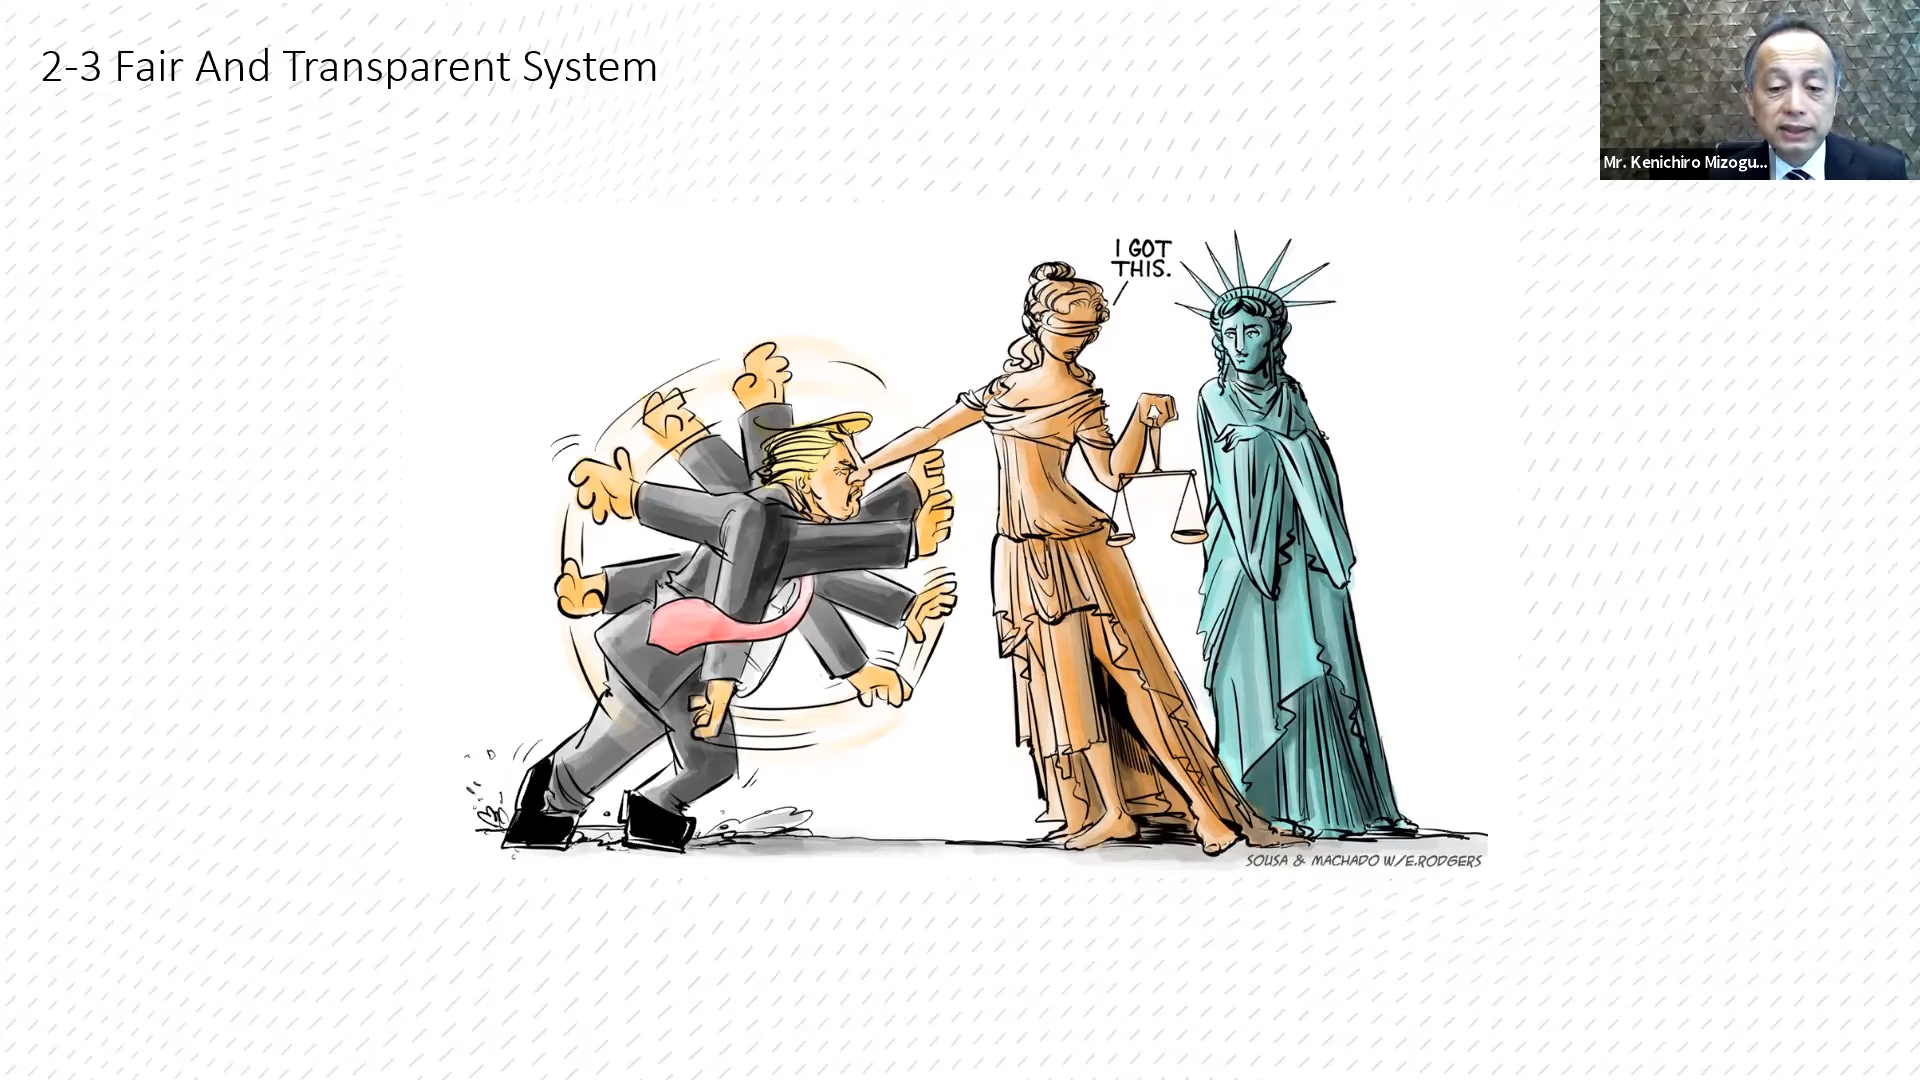 2-3 Fair And Transparent System
Mr. Kenichiro Mizogu...
I GOT
THIS.
SOUSA & MACHADO W/E.RODGERS